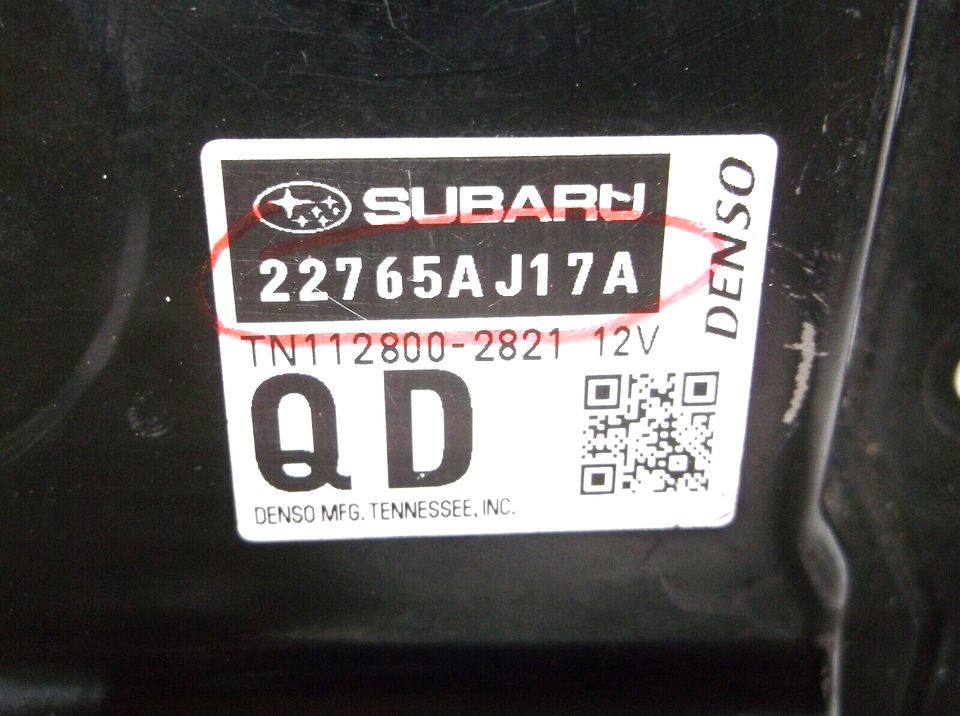 SUBARU
22765AJ17A
TN112800-2821 12V
QD
DENSO MFG. TENNESSEE, INC.
DENSO